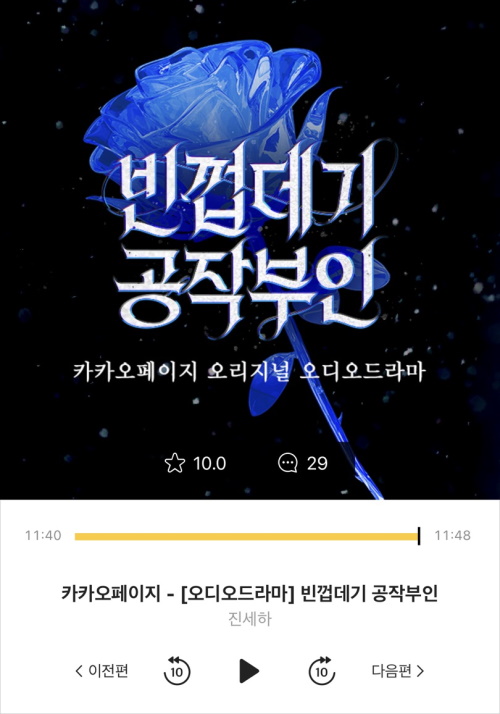 빈껍데기
공작부인
카카오페이지 오리지널 오디오드라마
10.0 29
11:40 11:48
카카오페이지 - [오디오드라마] 빈껍데기 공작부인
진세하
< 이전편 10 10 다음편 >